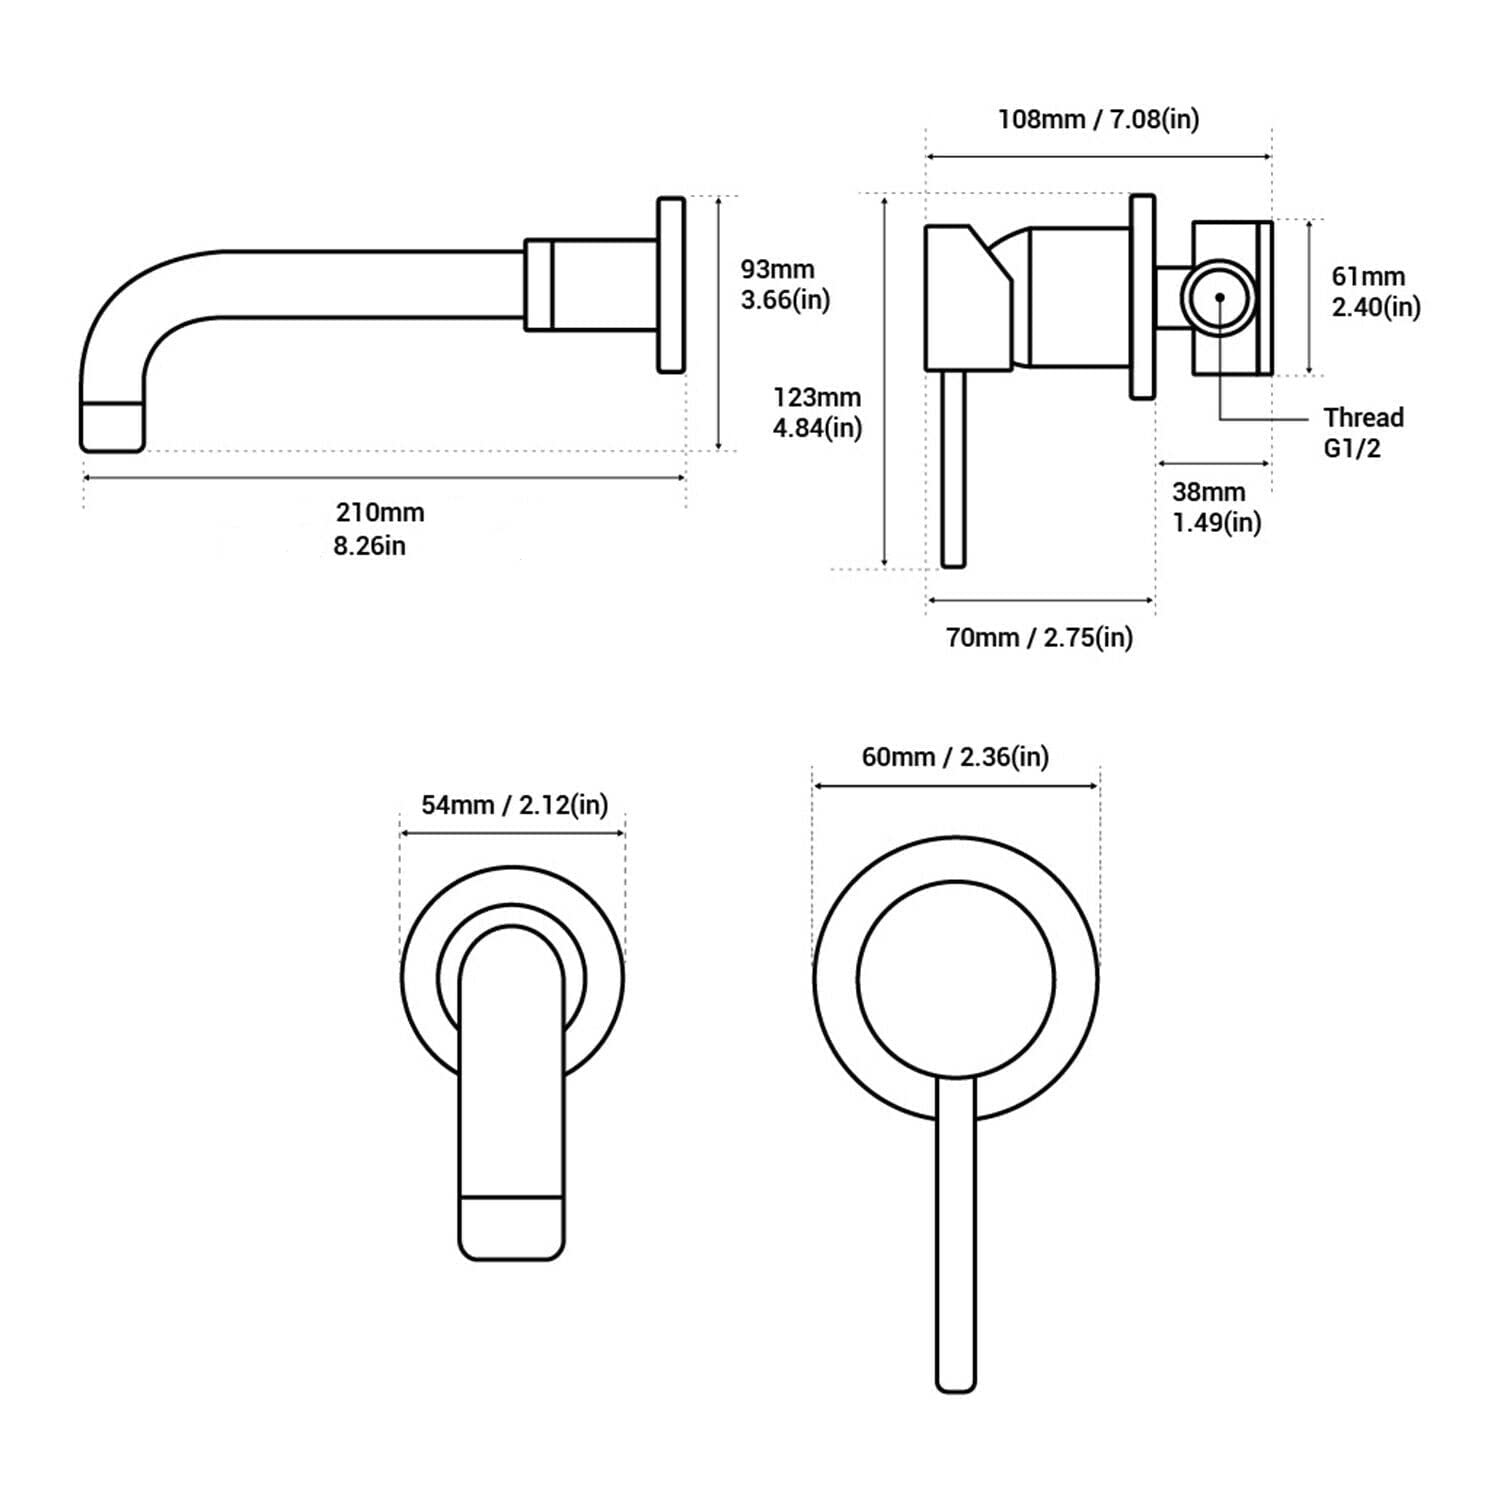 108mm / 7.08(in)
93mm
3.66(in)
61mm
2.40(in)
123mm
4.84(in)
Thread
G1/2
210mm
8.26in
38mm
1.49(in)
70mm / 2.75(in)
60mm / 2.36(in)
54mm / 2.12(in)